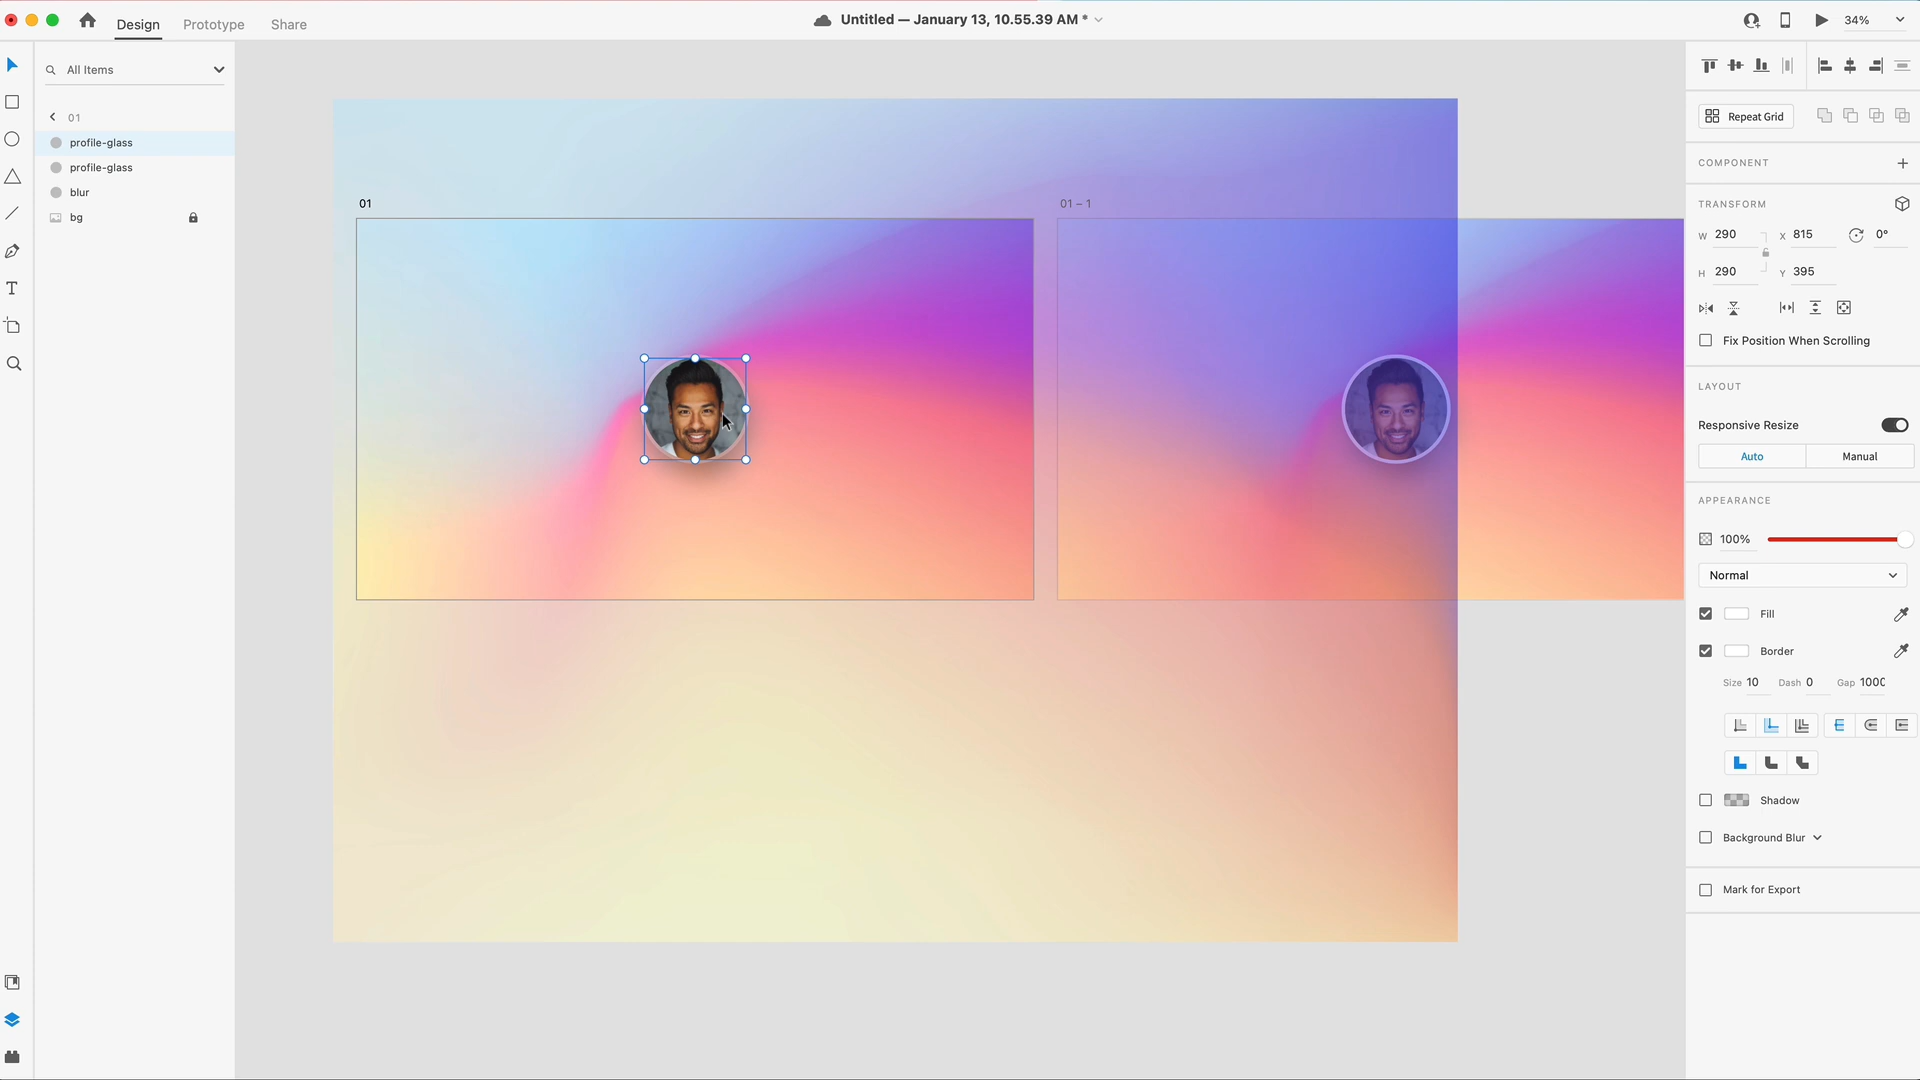 Design
Prototype
Share
Untitled — January 13, 10.55.39 AM *
34%
All Items
01
profile-glass
profile-glass
blur
bg
01
01 – 1
Repeat Grid
COMPONENT
TRANSFORM
W 290
X 815
0°
H 290
Y 395
Fix Position When Scrolling
LAYOUT
Responsive Resize
Auto
Manual
APPEARANCE
100%
Normal
Fill
Border
Size 10
Dash 0
Gap 100
Shadow
Background Blur
Mark for Export